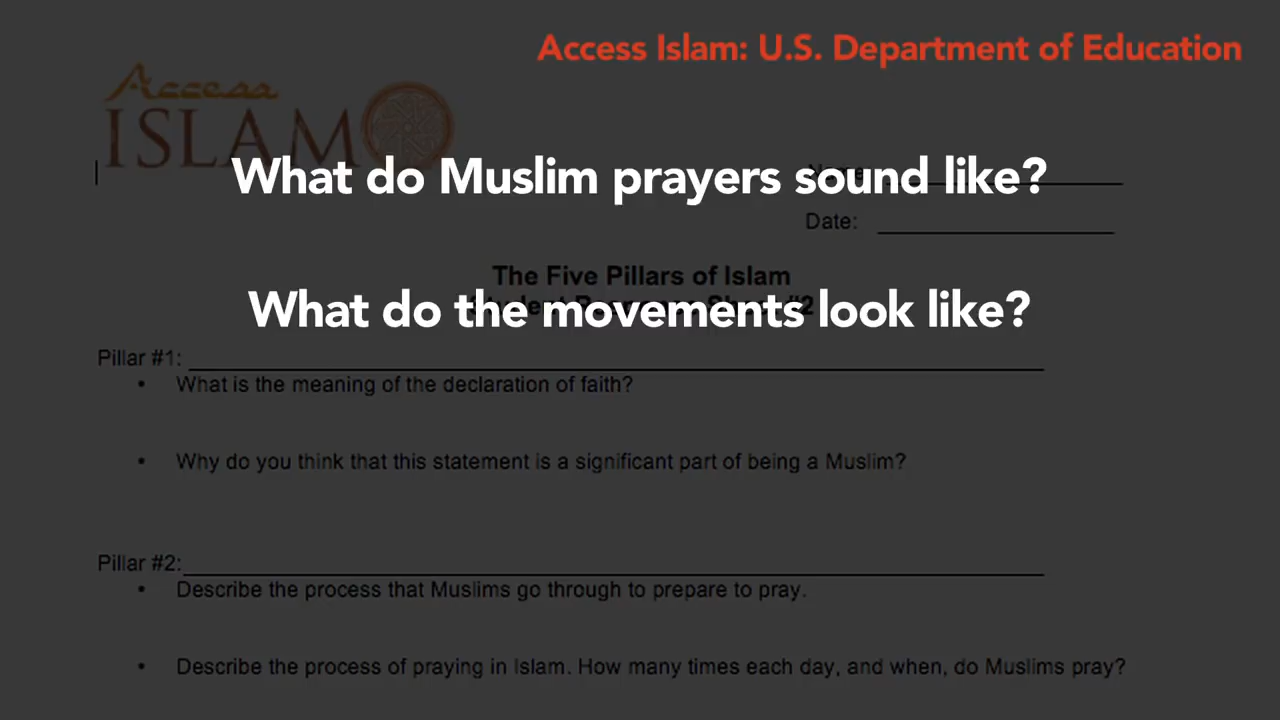 Access Islam: U.S. Department of Education
Access
ISLAM
What do Muslim prayers sound like?
Date:
The Five Pillars of Islam
What do the movements look like?
Pillar #1:
• What is the meaning of the declaration of faith?
• Why do you think that this statement is a significant part of being a Muslim?
Pillar #2:
• Describe the process that Muslims go through to prepare to pray.
• Describe the process of praying in Islam. How many times each day, and when, do Muslims pray?